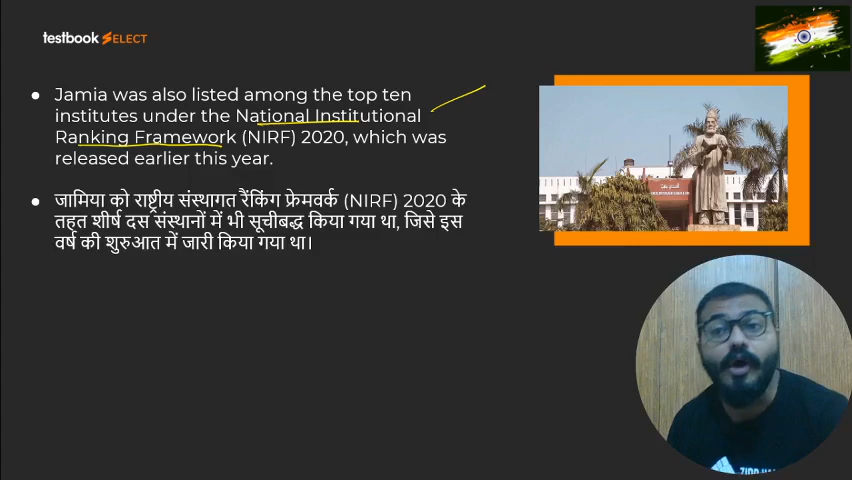 testbook SELECT
Jamia was also listed among the top ten
institutes under the National Institutional
Ranking Framework (NIRF) 2020, which was
released earlier this year.
जामिया को राष्ट्रीय संस्थागत रैंकिंग फ्रेमवर्क (NIRF) 2020 के
तहत शीर्ष दस संस्थानों में भी सूचीबद्ध किया गया था, जिसे इस
वर्ष की शुरुआत में जारी किया गया था।